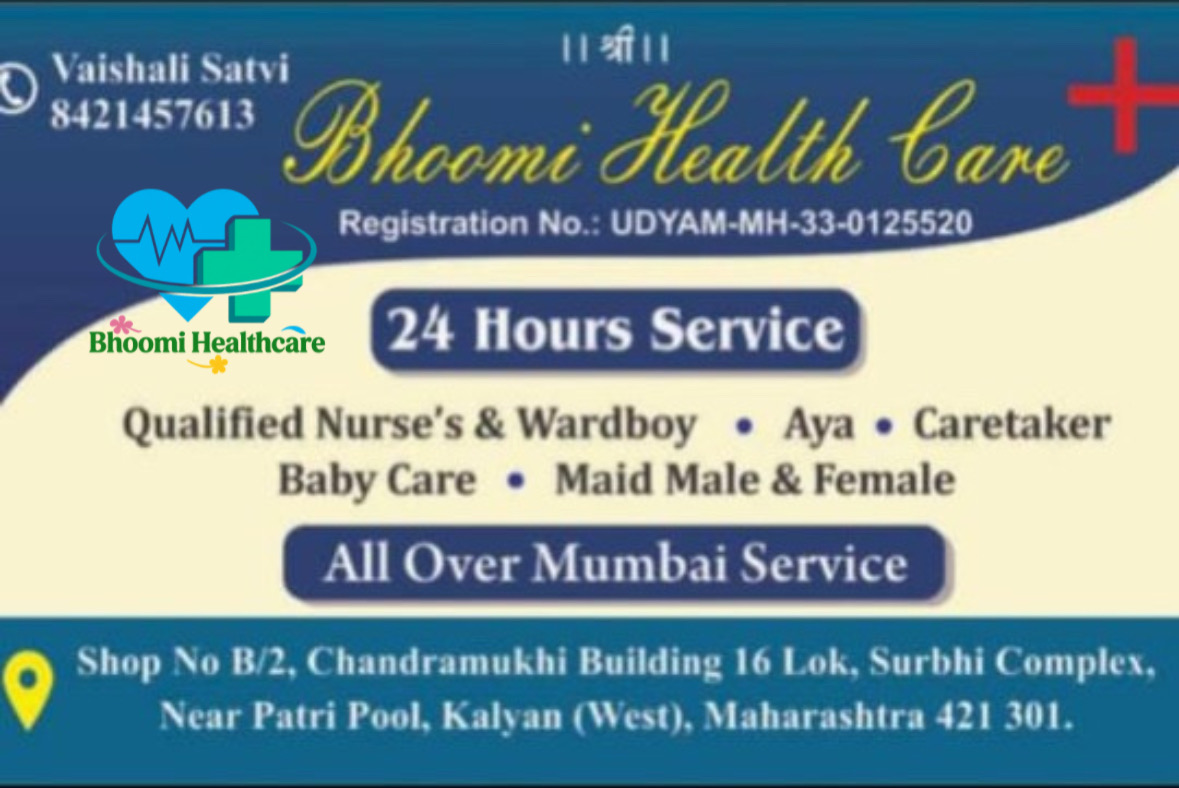 Vaishali Satvi
8421457613
।। श्री ।।
Bhoomi Health Care
Registration No.: UDYAM-MH-33-0125520
Bhoomi Healthcare
24 Hours Service
Qualified Nurse's & Wardboy • Aya • Caretaker
Baby Care • Maid Male & Female
All Over Mumbai Service
Shop No B/2, Chandramukhi Building 16 Lok, Surbhi Complex,
Near Patri Pool, Kalyan (West), Maharashtra 421 301.